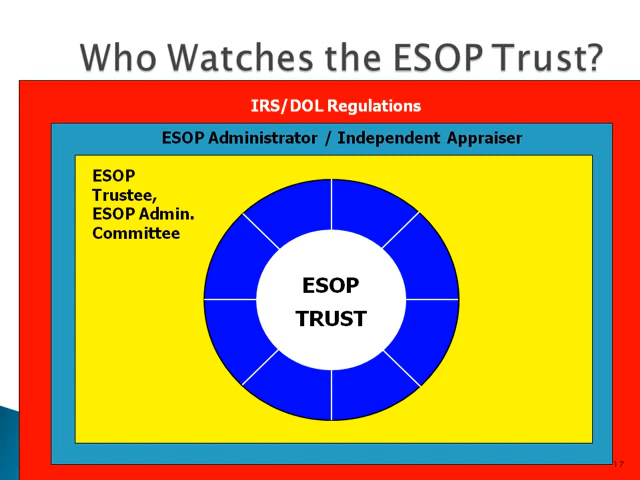 Who Watches the ESOP Trust?
IRS/DOL Regulations
ESOP Administrator / Independent Appraiser
ESOP
Trustee,
ESOP Admin.
Committee
ESOP
TRUST
17